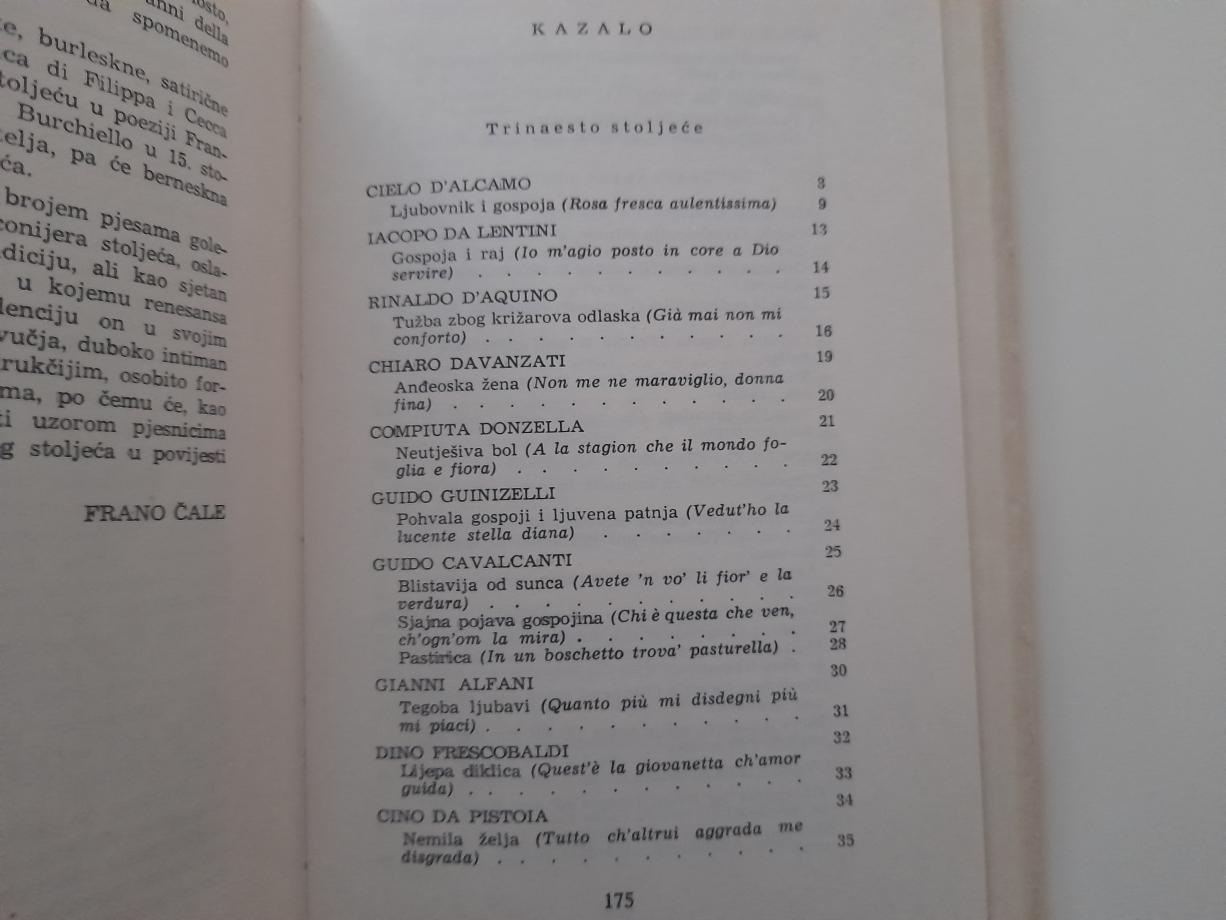 osto,
anni della
da spomenemo
te, burleskne, satirične
ca di Filippa i Cecca
toljeću u poeziji Fran-
Burchiello u 15. sto-
telja, pa će berneskna
ća.
brojem pjesama gole-
conijera stoljeća, osla-
diciju, ali kao sjetan
u kojemu renesansa
lenciju on u svojim
vučja, duboko intiman
rukčijim, osobito for-
ma, po čemu će, kao
ti uzorom pjesnicima
g stoljeća u povijesti
FRANO ČALE
KAZALO
Trinaesto stoljeće
CIELO D'ALCAMO 8
Ljubovnik i gospoja (Rosa fresca aulentissima) 9
IACOPO DA LENTINI 13
Gospoja i raj (Io m'agio posto in core a Dio
servire) . . . . . . . . . . 14
RINALDO D'AQUINO 15
Tužba zbog križarova odlaska (Già mai non mi
conforto) . . . . . . . . . . 16
CHIARO DAVANZATI 19
Anđeoska žena (Non me ne maraviglio, donna
fina) . . . . . . . . . . . 20
COMPIUTA DONZELLA 21
Neutješiva bol (A la stagion che il mondo fo-
glia e fiora) . . . . . . . . . 22
GUIDO GUINIZELLI 23
Pohvala gospoji i ljuvena patnja (Vedut'ho la
lucente stella diana) . . . . . . . 24
GUIDO CAVALCANTI 25
Blistavija od sunca (Avete 'n vo' li fior' e la
verdura) . . . . . . . . . . 26
Sjajna pojava gospojina (Chi è questa che ven,
ch'ogn'om la mira) . . . . . . . . 27
Pastirica (In un boschetto trova' pasturella) . 28
GIANNI ALFANI 30
Tegoba ljubavi (Quanto più mi disdegni più
mi piaci) . . . . . . . . . . 31
DINO FRESCOBALDI 32
Lijepa diklica (Quest'è la giovanetta ch'amor
guida) . . . . . . . . . . . 33
CINO DA PISTOIA 34
Nemila želja (Tutto ch'altrui aggrada me
disgrada) . . . . . . . . . . 35
175